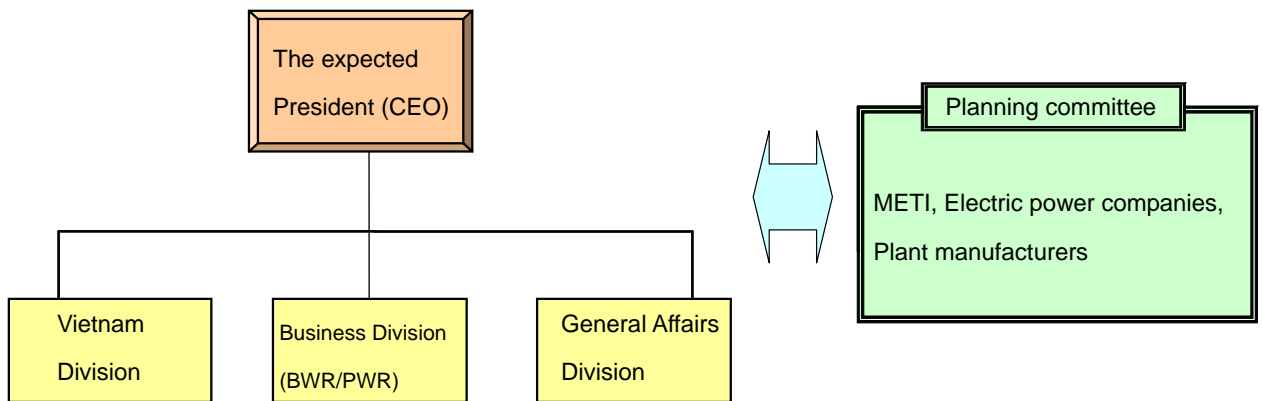 The expected
President (CEO)
Planning committee
METI, Electric power companies,
Plant manufacturers
Vietnam
Division
Business Division
(BWR/PWR)
General Affairs
Division